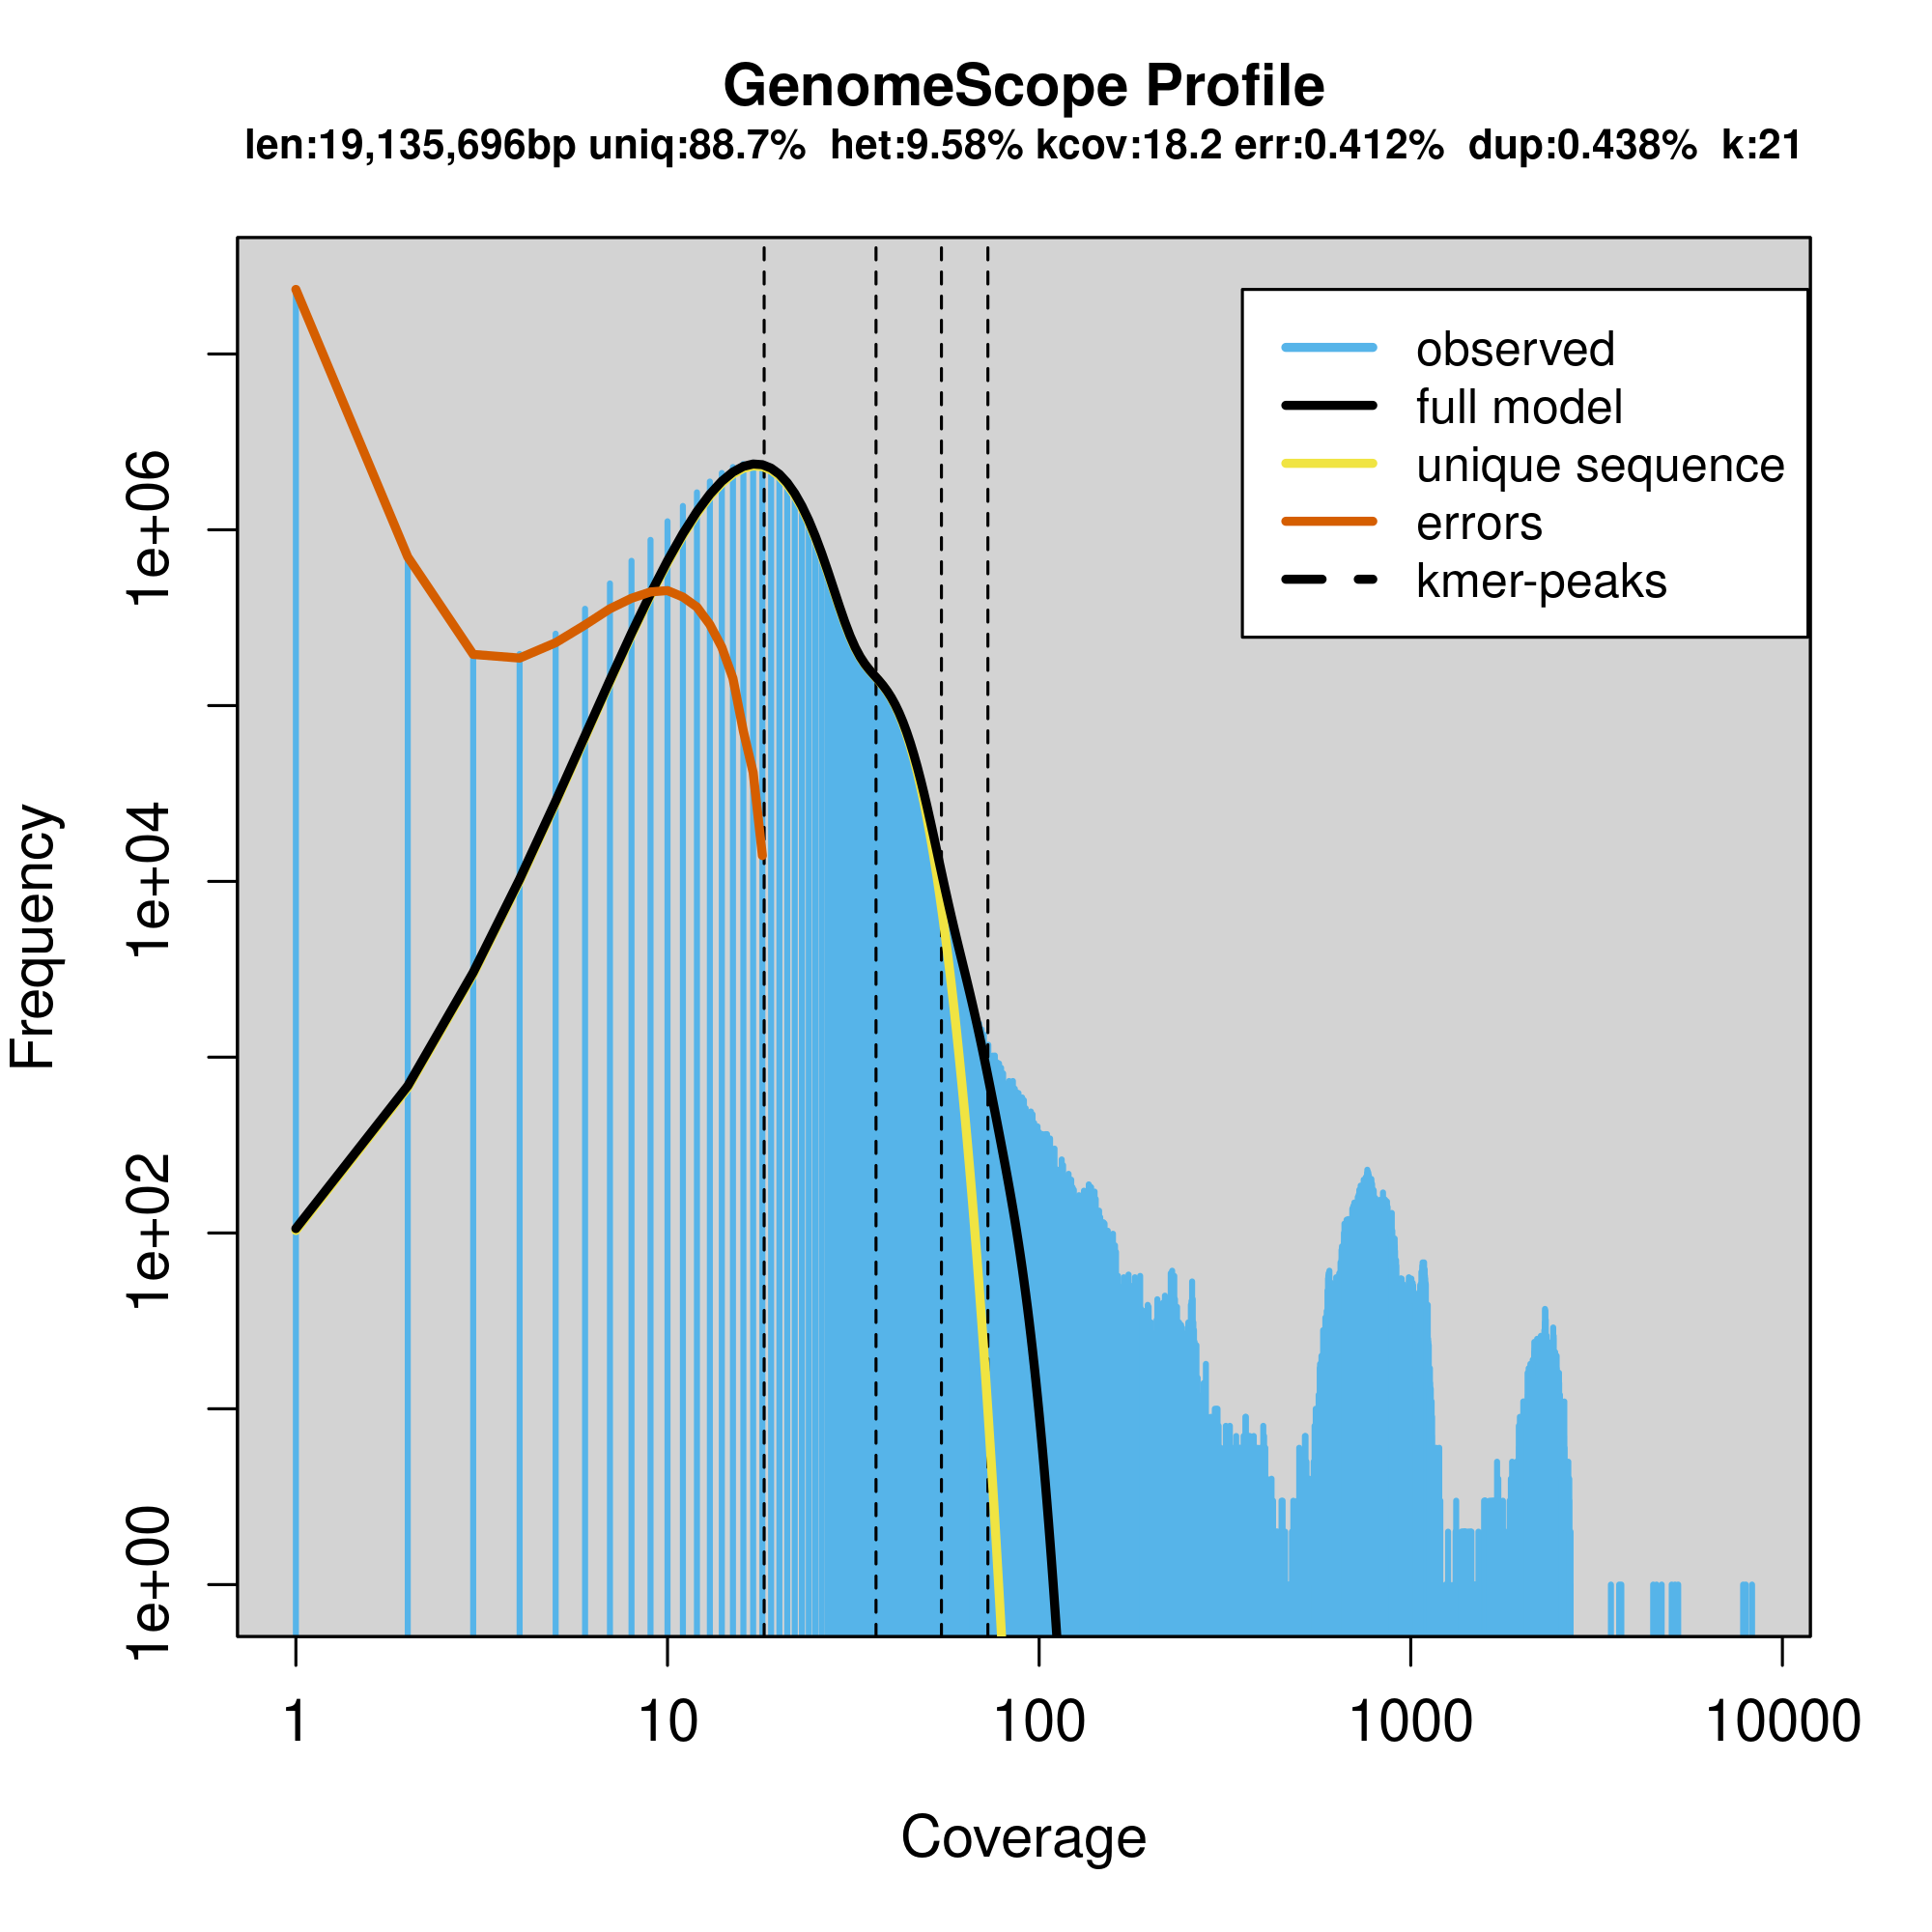 GenomeScope Profile
len:19,135,696bp uniq:88.7% het:9.58% kcov:18.2 err:0.412% dup:0.438% k:21
observed
full model
unique sequence
errors
kmer-peaks
Frequency
1e+06
1e+04
1e+02
1e+00
1 10 100 1000 10000
Coverage